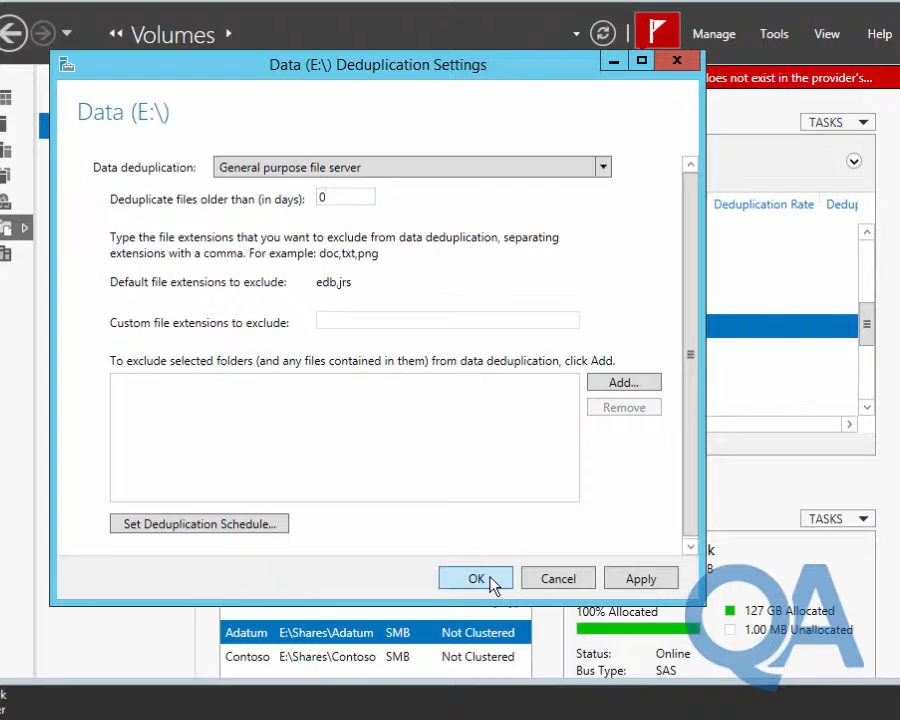 Volumes
Manage Tools View Help
Data (E:\) Deduplication Settings
oes not exist in the provider's...
Data (E:\)
TASKS
Data deduplication: General purpose file server
Deduplicate files older than (in days): 0
Deduplication Rate Dedup
Type the file extensions that you want to exclude from data deduplication, separating
extensions with a comma. For example: doc,txt,png
Default file extensions to exclude: edb,jrs
Custom file extensions to exclude:
To exclude selected folders (and any files contained in them) from data deduplication, click Add.
Add...
Remove
Set Deduplication Schedule...
TASKS
OK Cancel Apply
k
B
100% Allocated
127 GB Allocated
1.00 MB Unallocated
Adatum E:\Shares\Adatum SMB Not Clustered
Contoso E:\Shares\Contoso SMB Not Clustered
Status: Online
Bus Type: SAS
QA
k
er